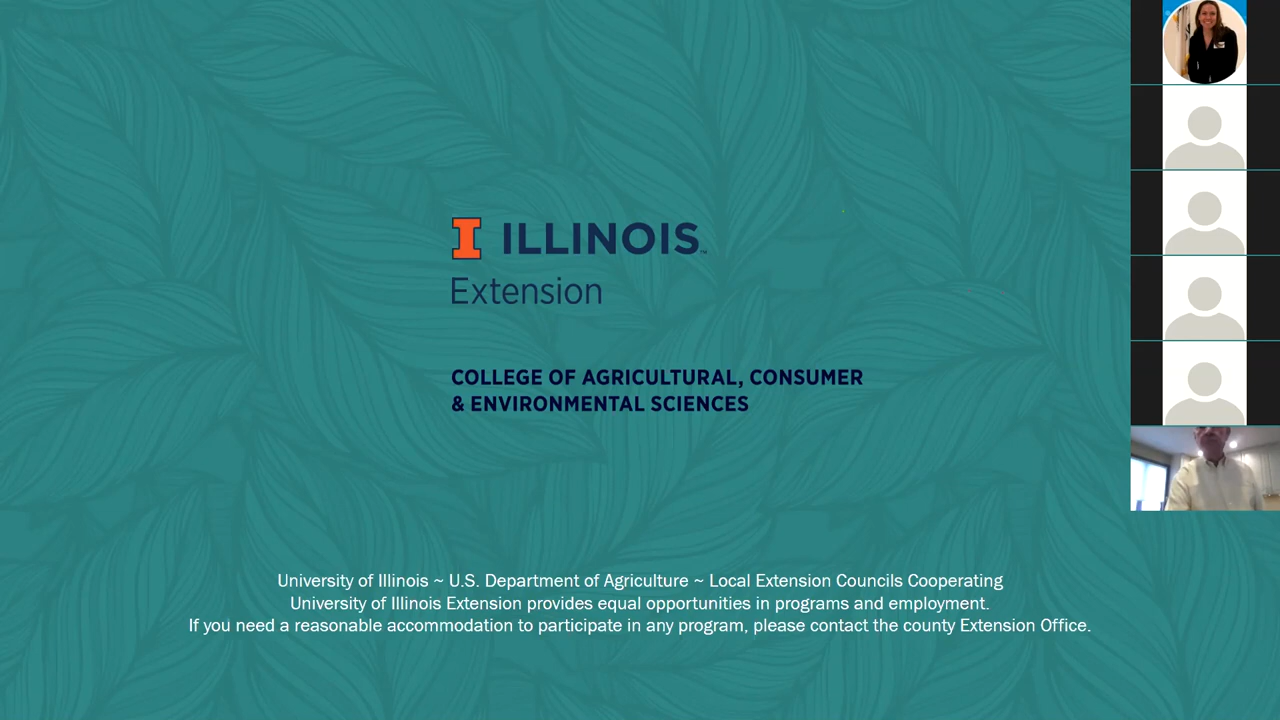 I ILLINOIS™
Extension
COLLEGE OF AGRICULTURAL, CONSUMER
& ENVIRONMENTAL SCIENCES
University of Illinois ~ U.S. Department of Agriculture ~ Local Extension Councils Cooperating
University of Illinois Extension provides equal opportunities in programs and employment.
If you need a reasonable accommodation to participate in any program, please contact the county Extension Office.